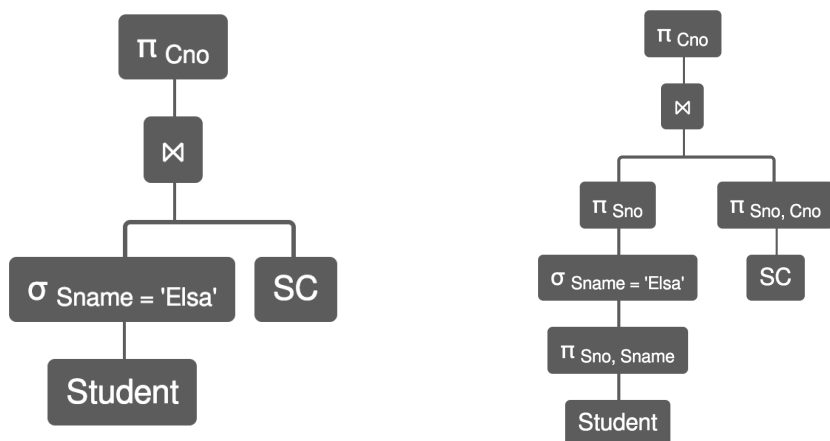 π Cno
⋈
σ Sname = 'Elsa'
SC
Student
π Cno
⋈
π Sno
π Sno, Cno
σ Sname = 'Elsa'
SC
π Sno, Sname
Student